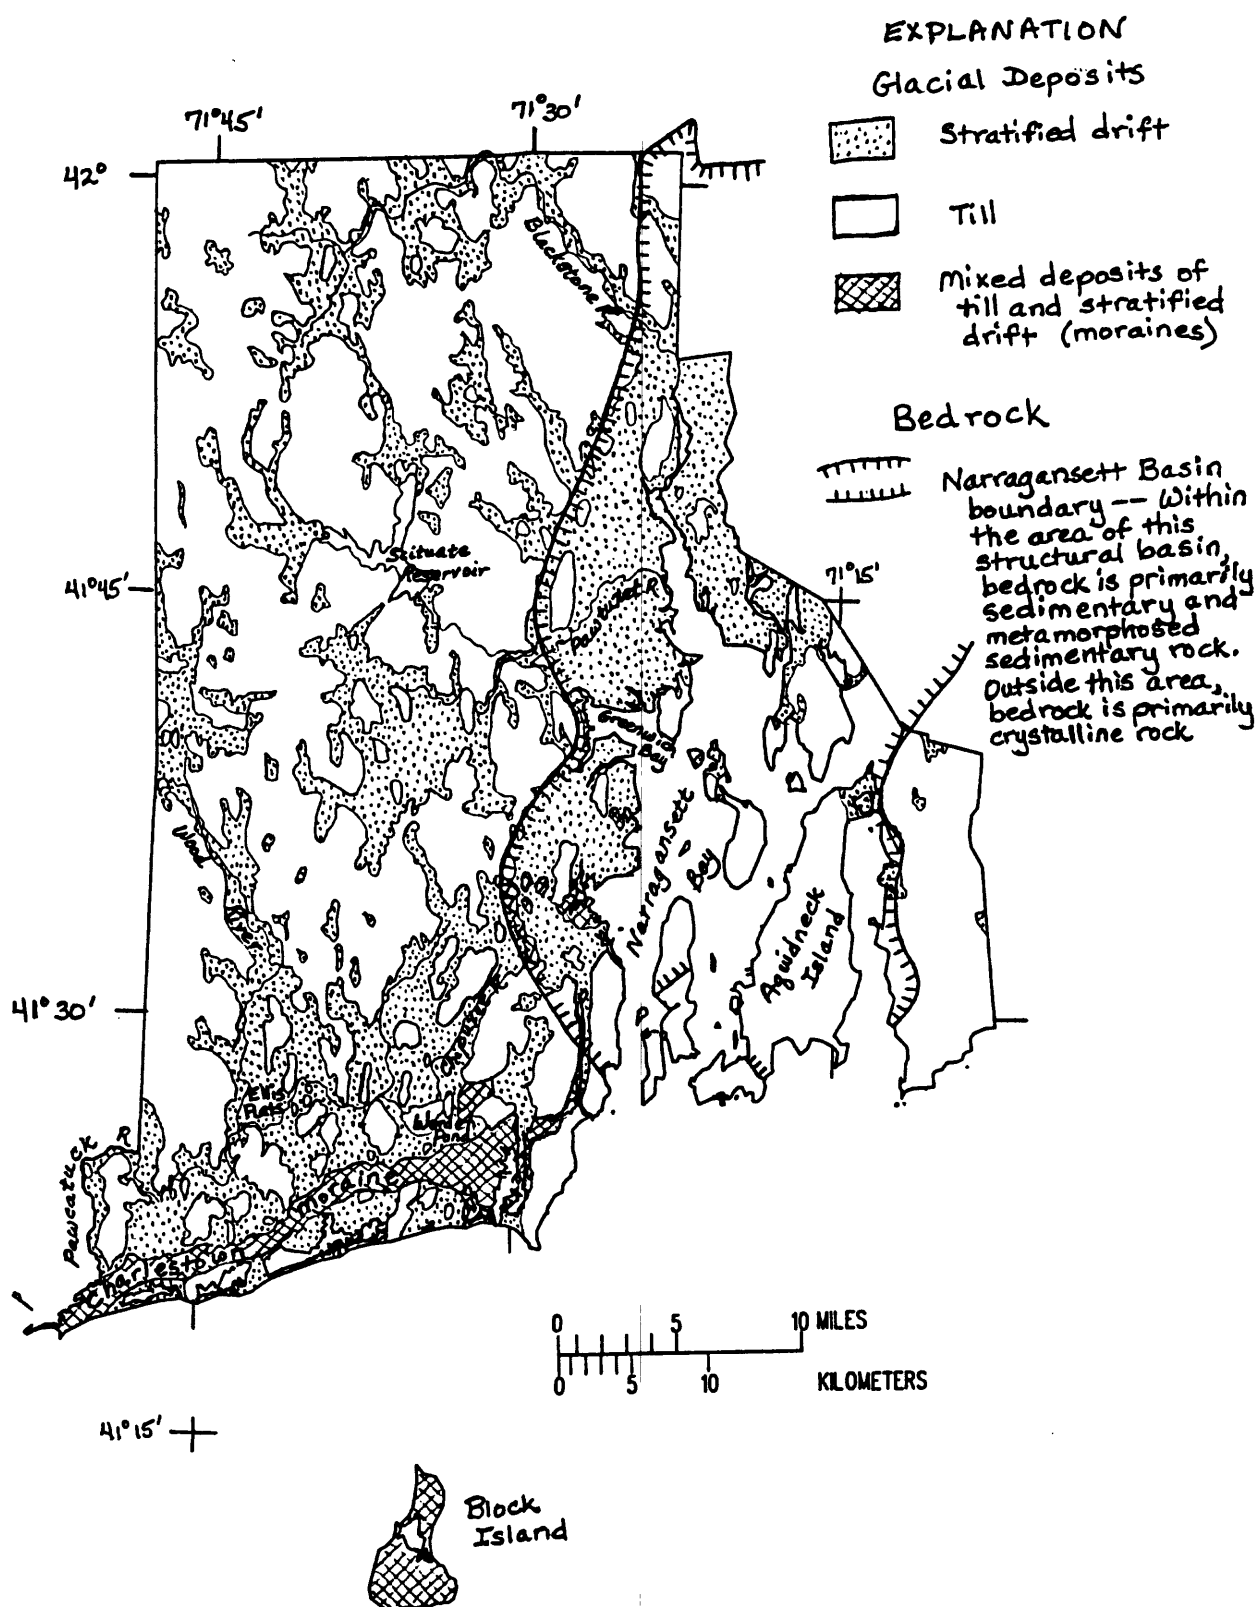 EXPLANATION
Glacial Deposits
Stratified drift
Till
Mixed deposits of
till and stratified
drift (moraines)
Bedrock
Narragansett Basin
boundary -- Within
the area of this
structural basin,
bedrock is primarily
sedimentary and
metamorphosed
sedimentary rock.
Outside this area,
bedrock is primarily
crystalline rock
71°45'
71°30'
42°
Blackstone R
Scituate
Reservoir
41°45'
71°15'
Pawtuxet R
Greenwich
Bay
Wood
River
Narragansett
Bay
Aquidneck
Island
41°30'
Chipuxet R
Ellis
Flats
Worden
Pond
Pawcatuck R
Charlestown moraine
0 5 10 MILES
0 5 10 KILOMETERS
41°15'
Block
Island